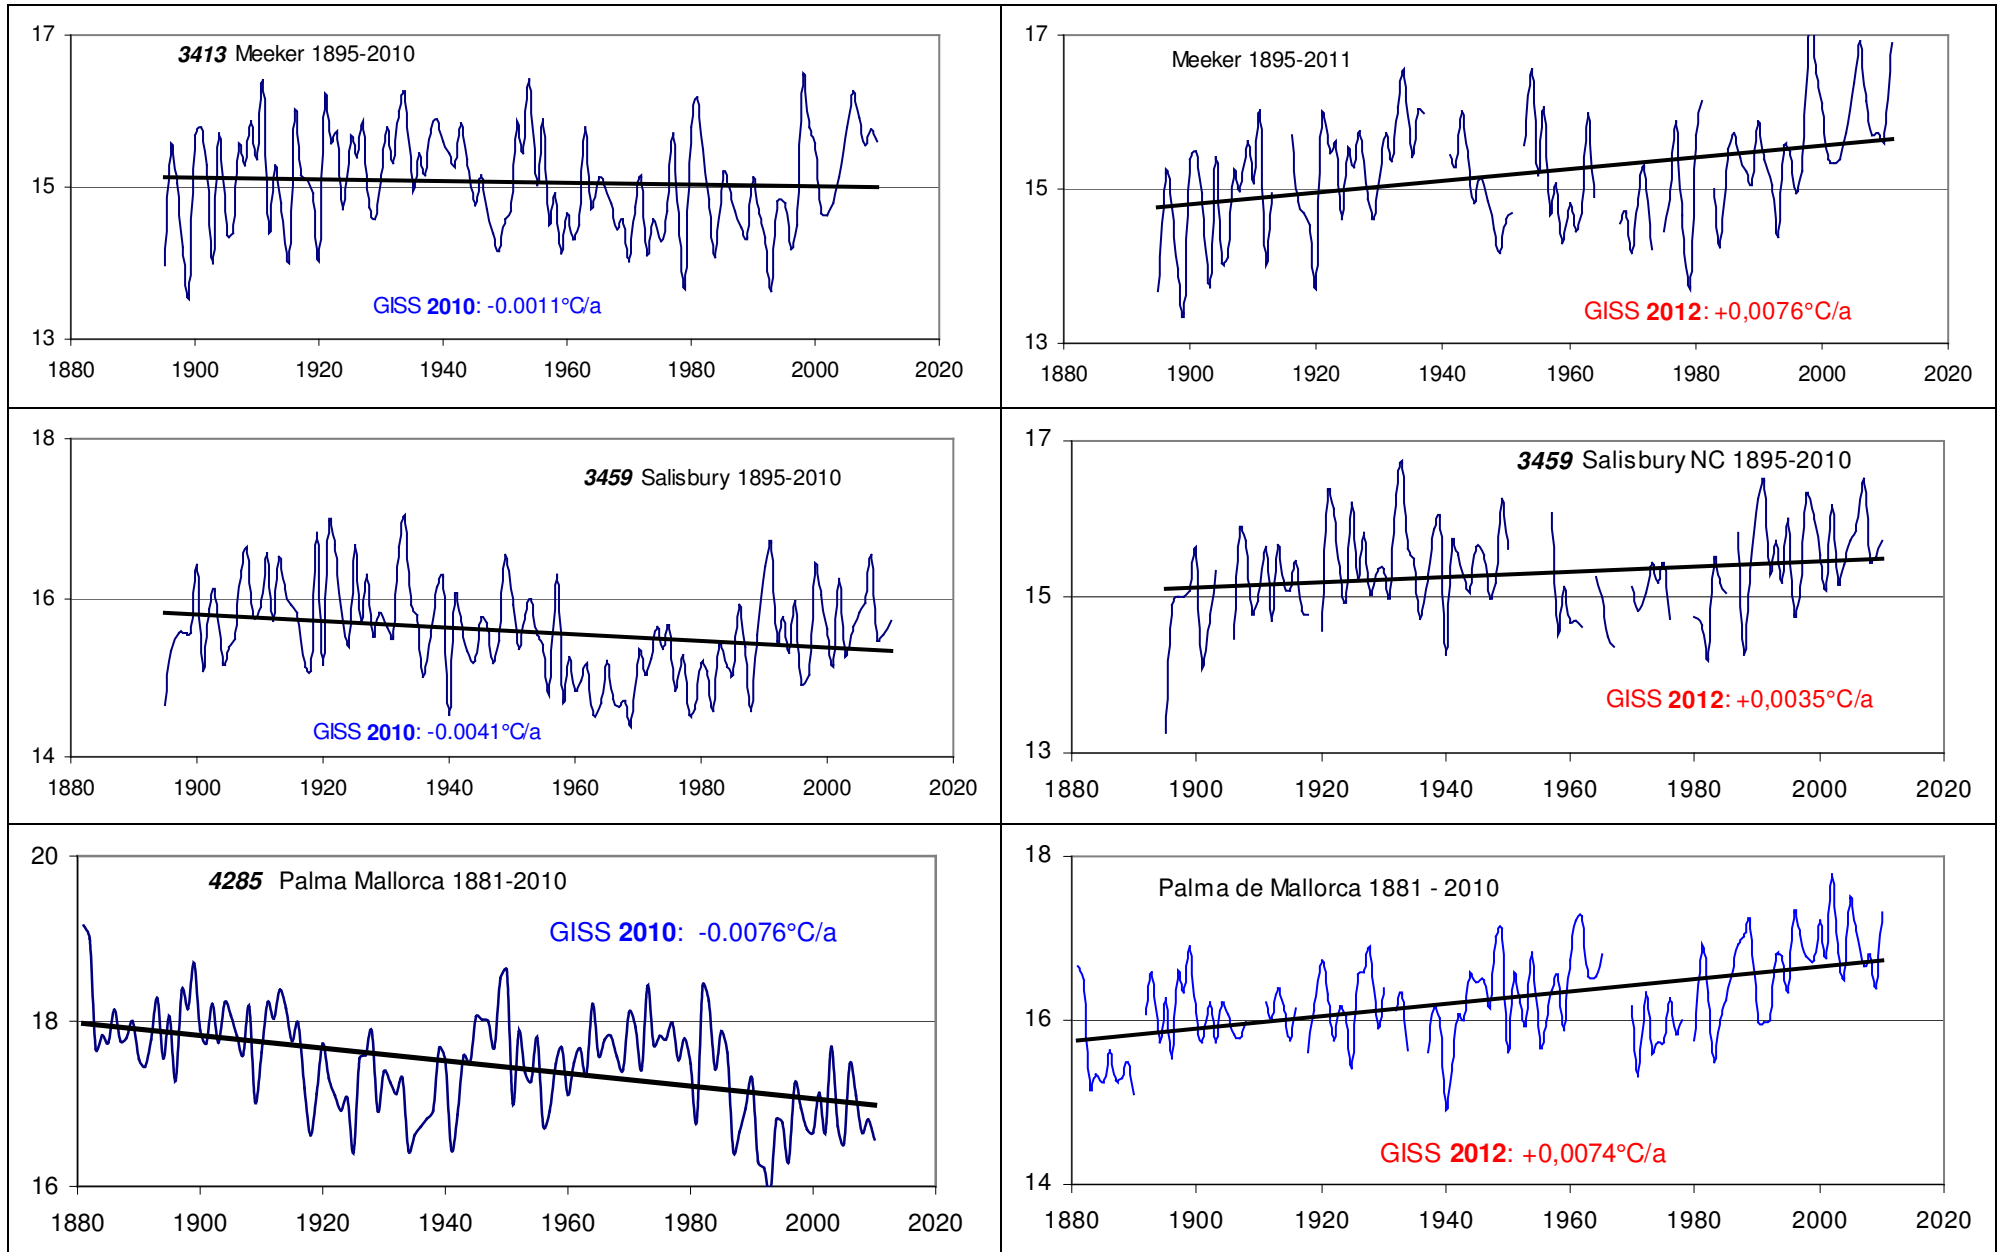 17
3413 Meeker 1895-2010
15
GISS 2010: -0.0011°C/a
13
1880 1900 1920 1940 1960 1980 2000 2020
17
Meeker 1895-2011
15
GISS 2012: +0,0076°C/a
13
1880 1900 1920 1940 1960 1980 2000 2020
18
3459 Salisbury 1895-2010
16
GISS 2010: -0.0041°C/a
14
1880 1900 1920 1940 1960 1980 2000 2020
17
3459 Salisbury NC 1895-2010
15
GISS 2012: +0,0035°C/a
13
1880 1900 1920 1940 1960 1980 2000 2020
20
4285 Palma Mallorca 1881-2010
GISS 2010: -0.0076°C/a
18
16
1880 1900 1920 1940 1960 1980 2000 2020
18
Palma de Mallorca 1881 - 2010
16
GISS 2012: +0,0074°C/a
14
1880 1900 1920 1940 1960 1980 2000 2020